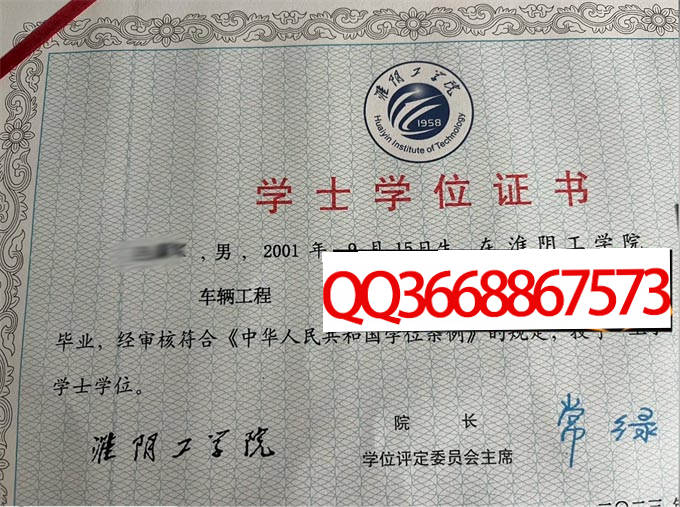 淮阴工学院
1958
Huaiyin Institute of Technology
学士学位证书
,男,2001 年 9 月 15日生
在淮阴工学院
车辆工程
QQ3668867573
毕业,经审核符合《中华人民共和国学位条例》的规定,授予
学士学位。
淮阴工学院
院 长
学位评定委员会主席
常绿
二〇二三